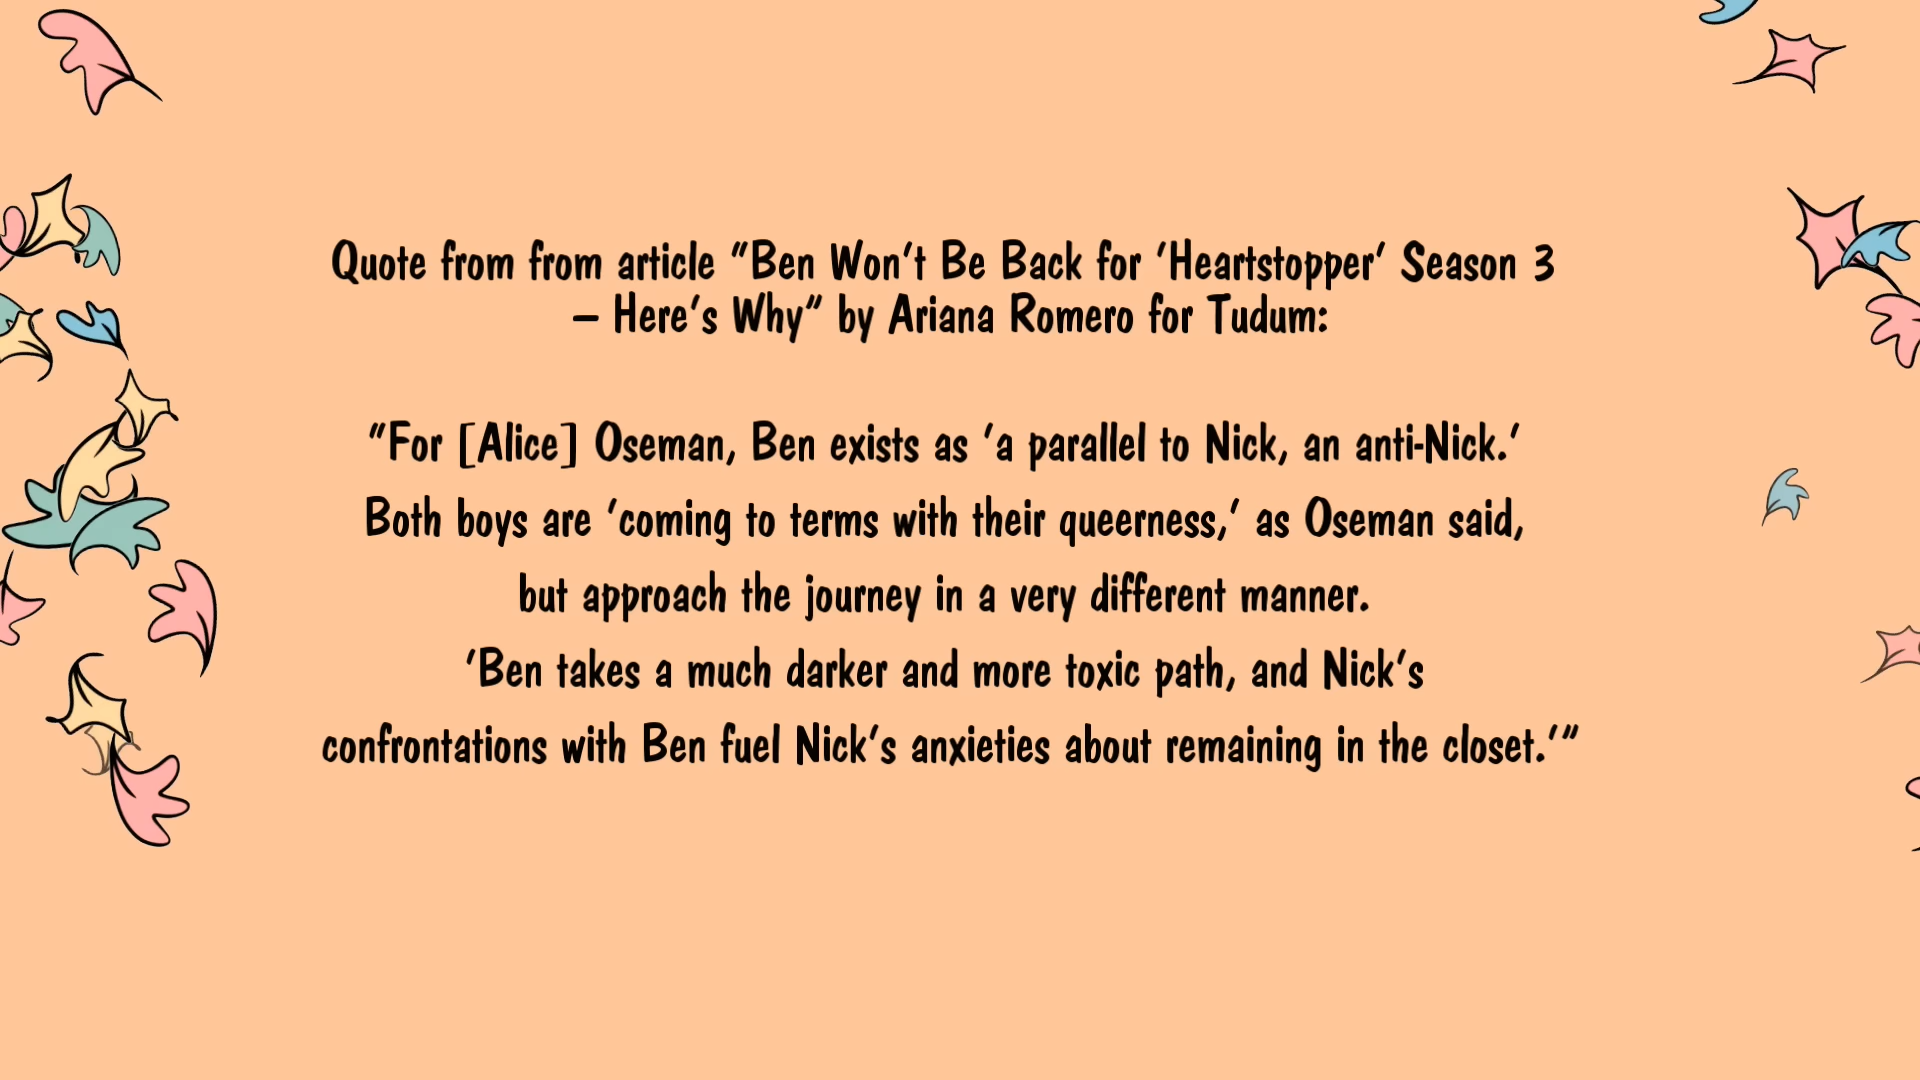 Quote from from article “Ben Won’t Be Back for ‘Heartstopper’ Season 3
– Here’s Why” by Ariana Romero for Tudum:
“For [Alice] Oseman, Ben exists as ‘a parallel to Nick, an anti-Nick.’
Both boys are ‘coming to terms with their queerness,’ as Oseman said,
but approach the journey in a very different manner.
‘Ben takes a much darker and more toxic path, and Nick’s
confrontations with Ben fuel Nick’s anxieties about remaining in the closet.’”